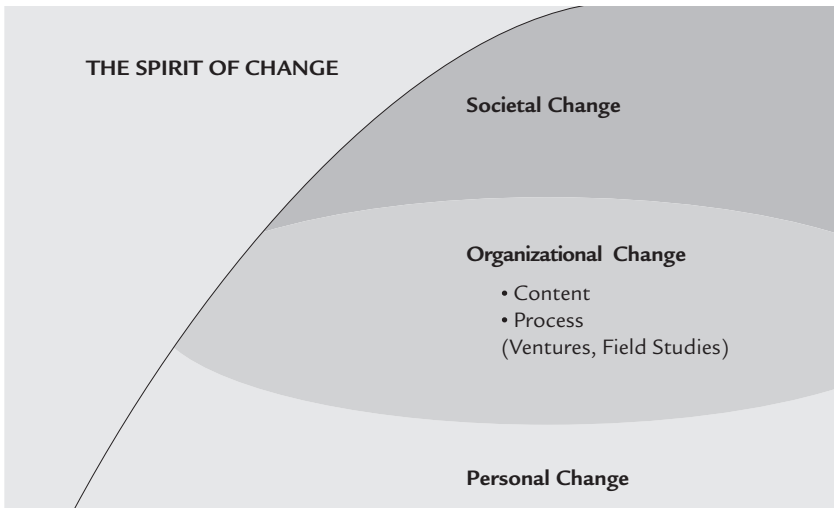 THE SPIRIT OF CHANGE
Societal Change
Organizational Change
• Content
• Process
(Ventures, Field Studies)
Personal Change